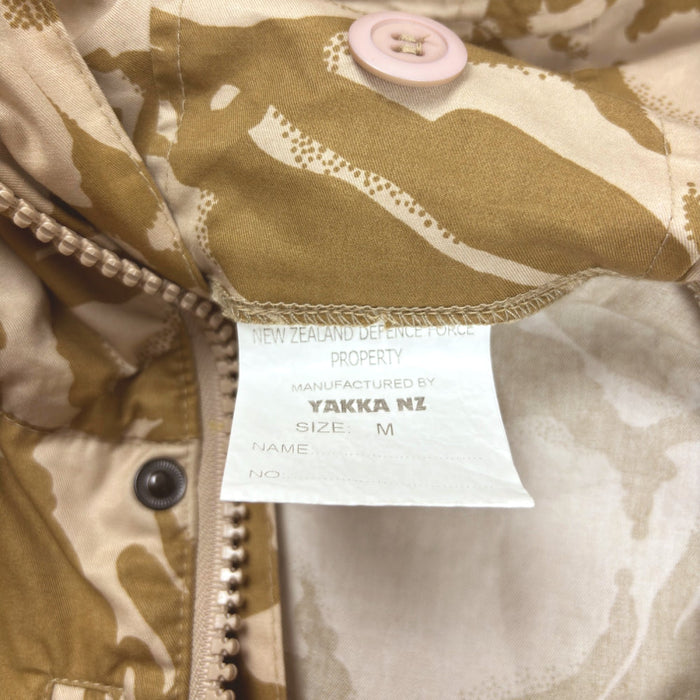 NEW ZEALAND DEFENCE FORCE
PROPERTY
MANUFACTURED BY
YAKKA NZ
SIZE: M
NAME:
NO: